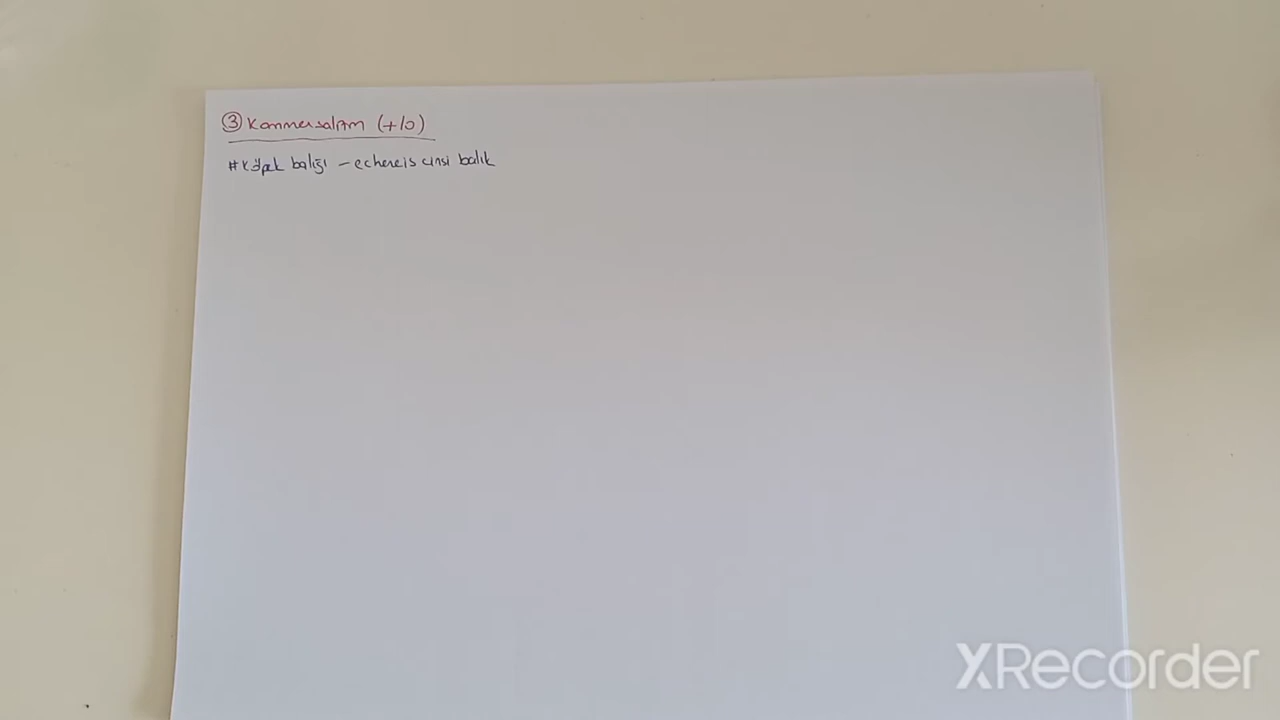 ③ Kommensalizm (+/0)
# Köpek balığı - echeneis cinsi balık
XRecorder